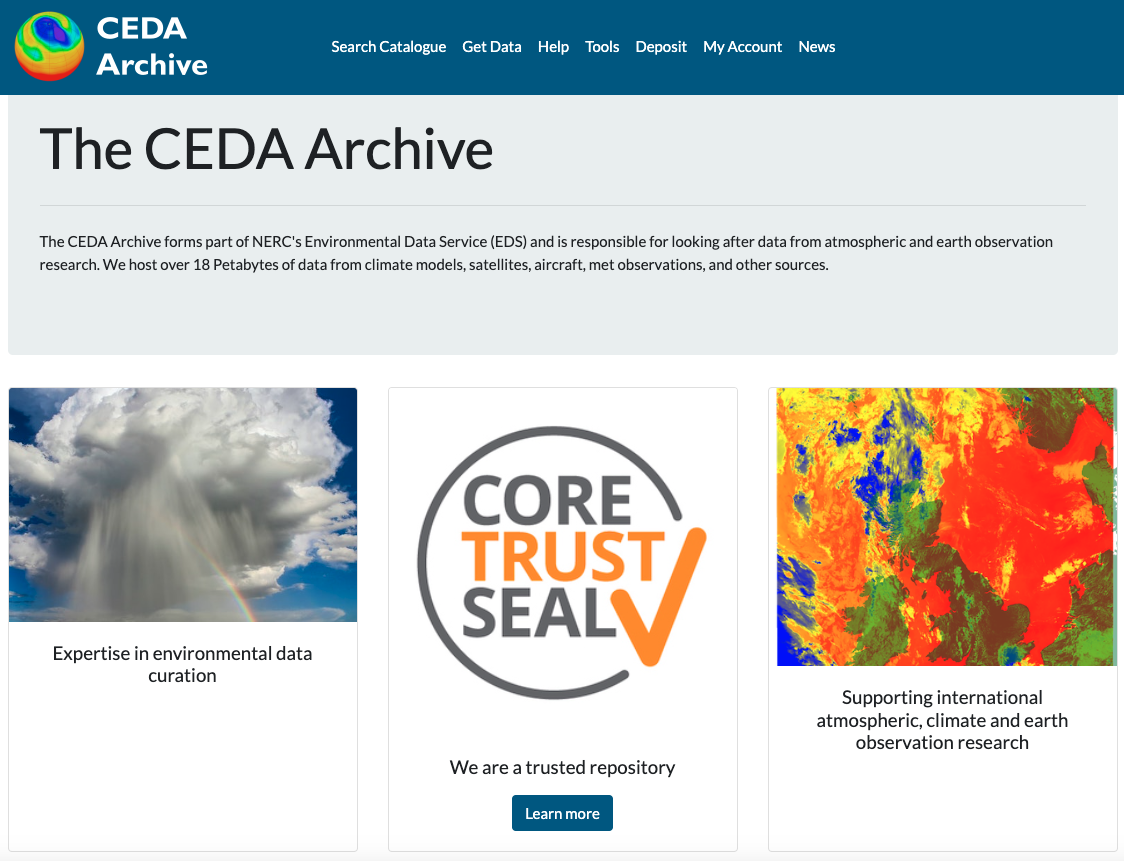 CEDA
Archive
Search Catalogue Get Data Help Tools Deposit My Account News
The CEDA Archive
The CEDA Archive forms part of NERC's Environmental Data Service (EDS) and is responsible for looking after data from atmospheric and earth observation
research. We host over 18 Petabytes of data from climate models, satellites, aircraft, met observations, and other sources.
Expertise in environmental data
curation
CORE
TRUST
SEAL
We are a trusted repository
Learn more
Supporting international
atmospheric, climate and earth
observation research